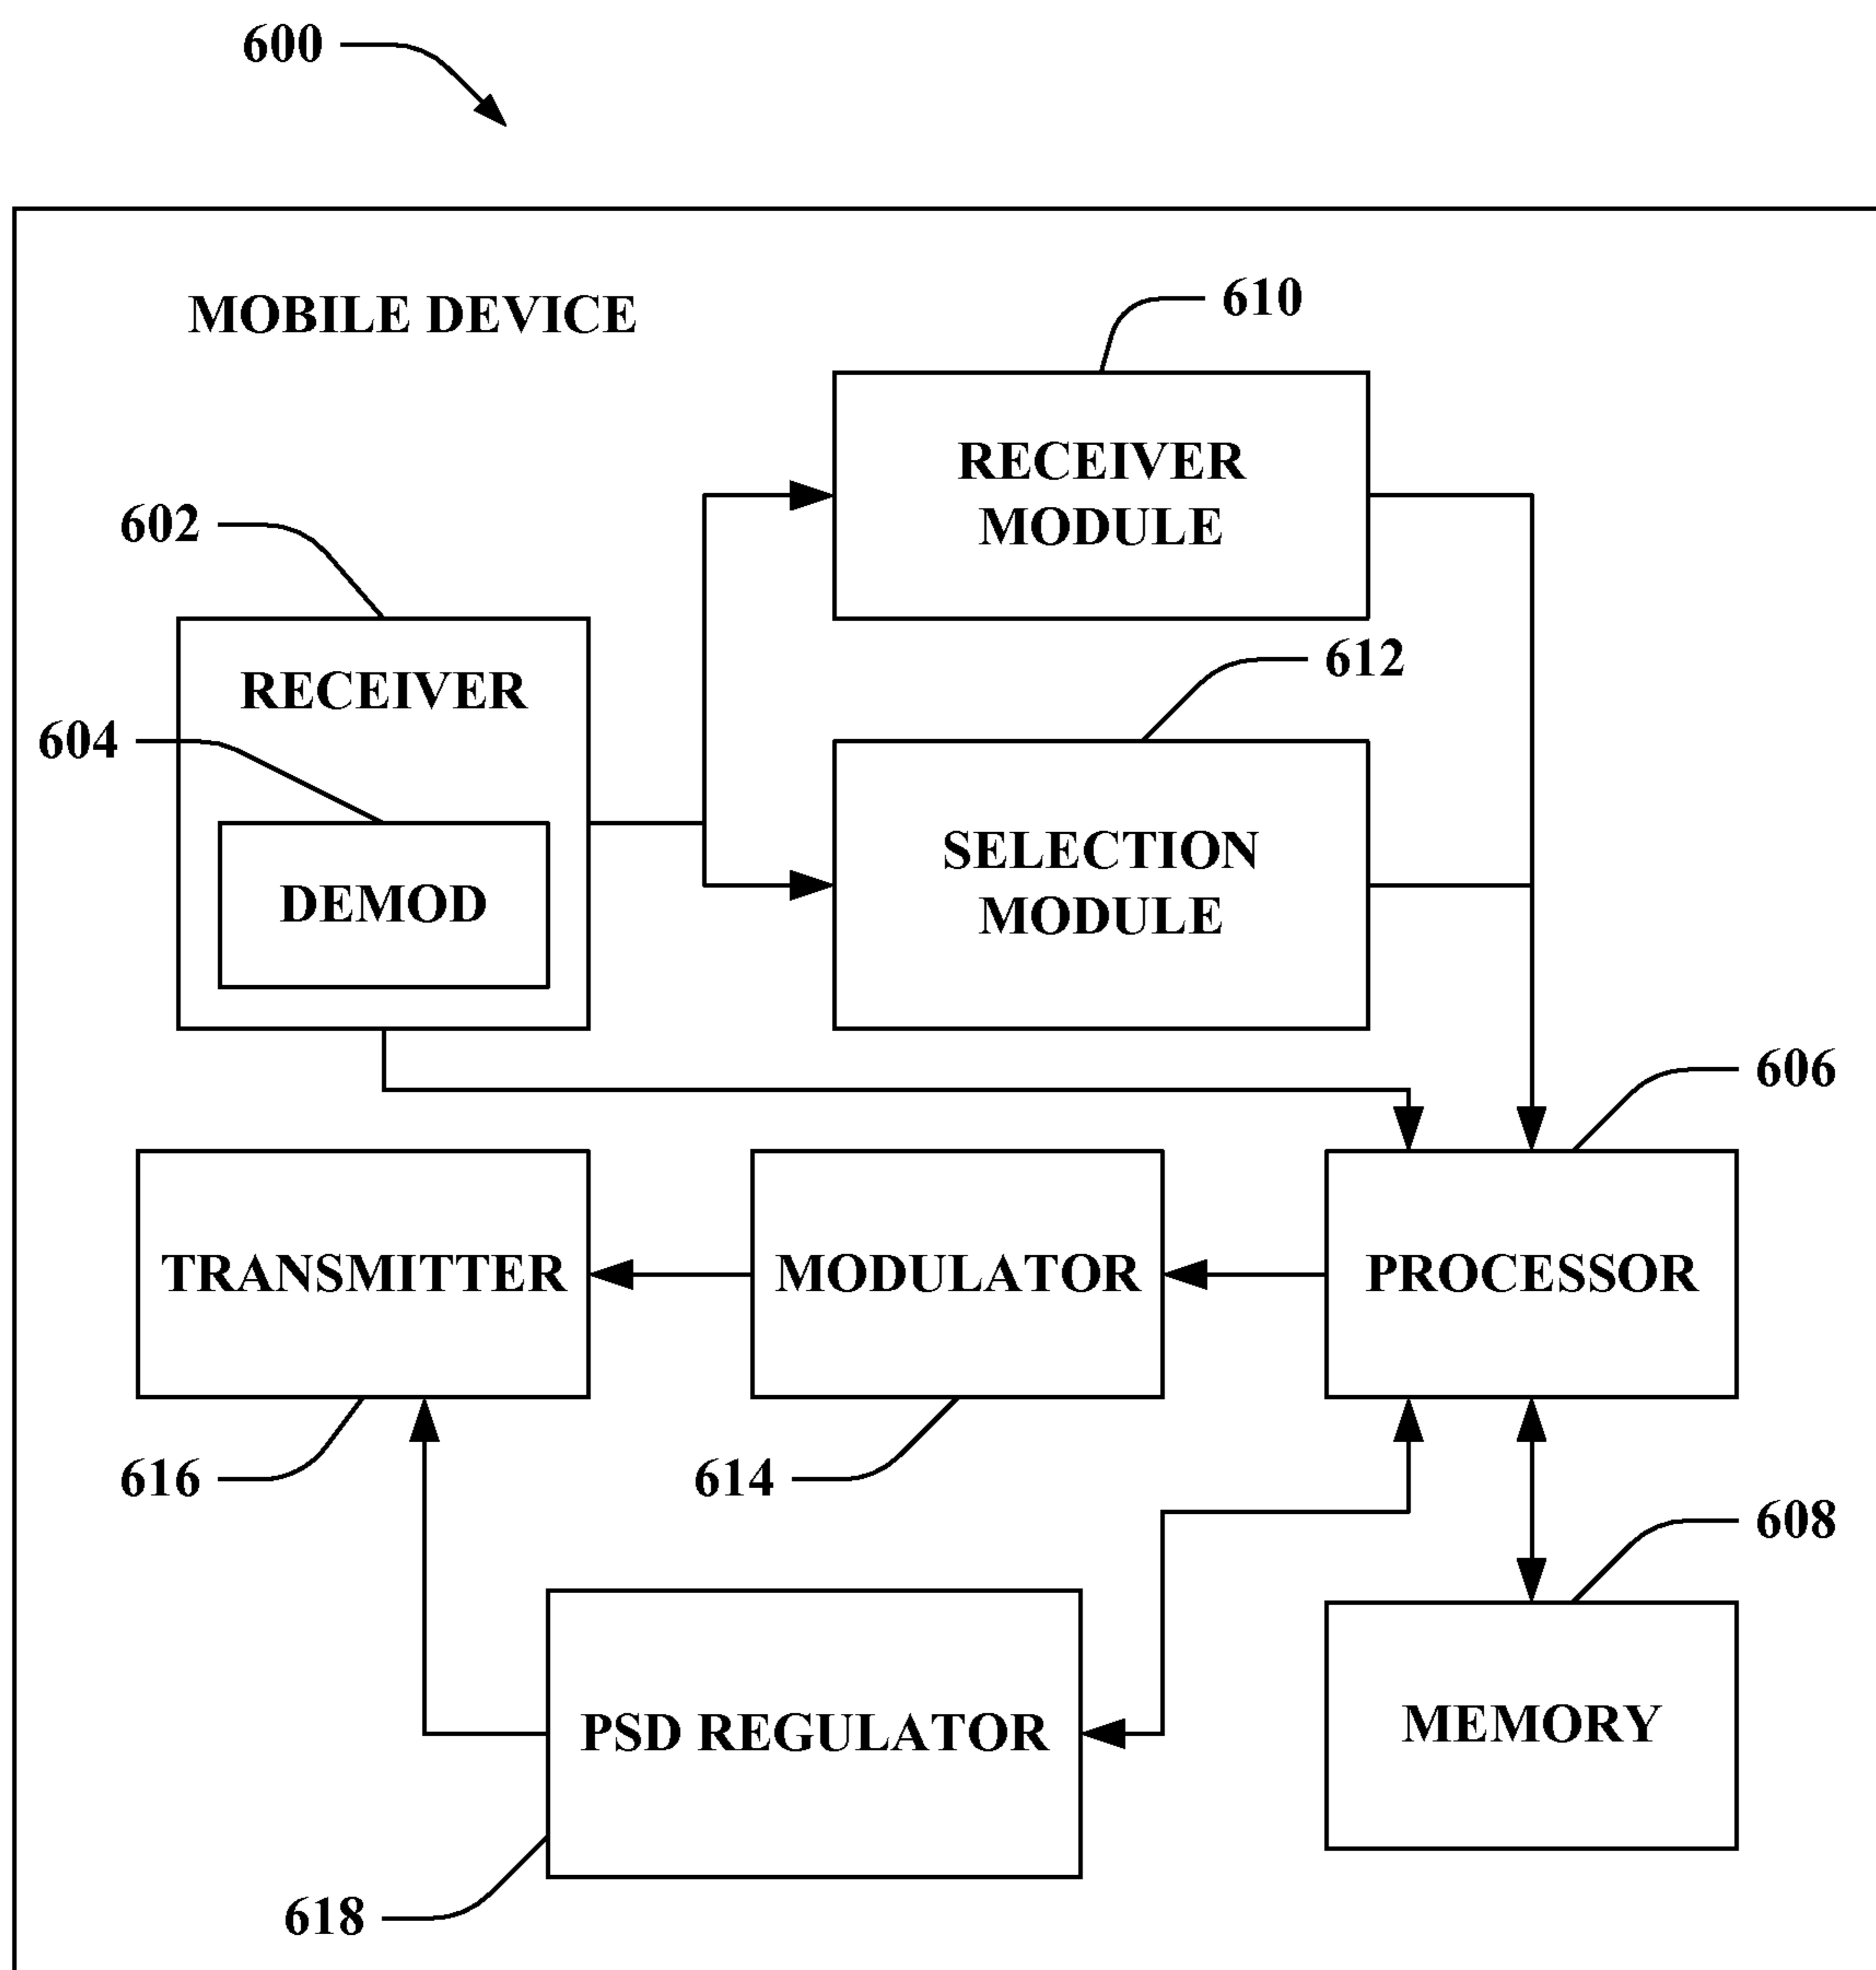 600
MOBILE DEVICE
610
RECEIVER
MODULE
602
RECEIVER
612
604
DEMOD
SELECTION
MODULE
606
TRANSMITTER
MODULATOR
PROCESSOR
616
614
608
PSD REGULATOR
MEMORY
618